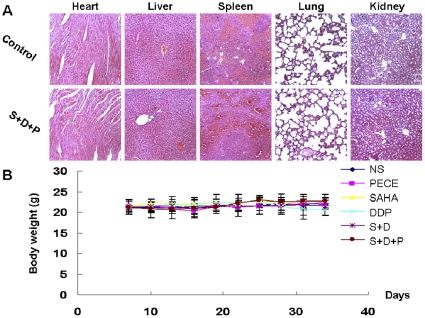 A
Heart Liver Spleen Lung Kidney
Control
S+D+P
B
Body weight (g)
30
25
20
15
10
5
0
0 10 20 30 40
Days
NS
PECE
SAHA
DDP
S+D
S+D+P